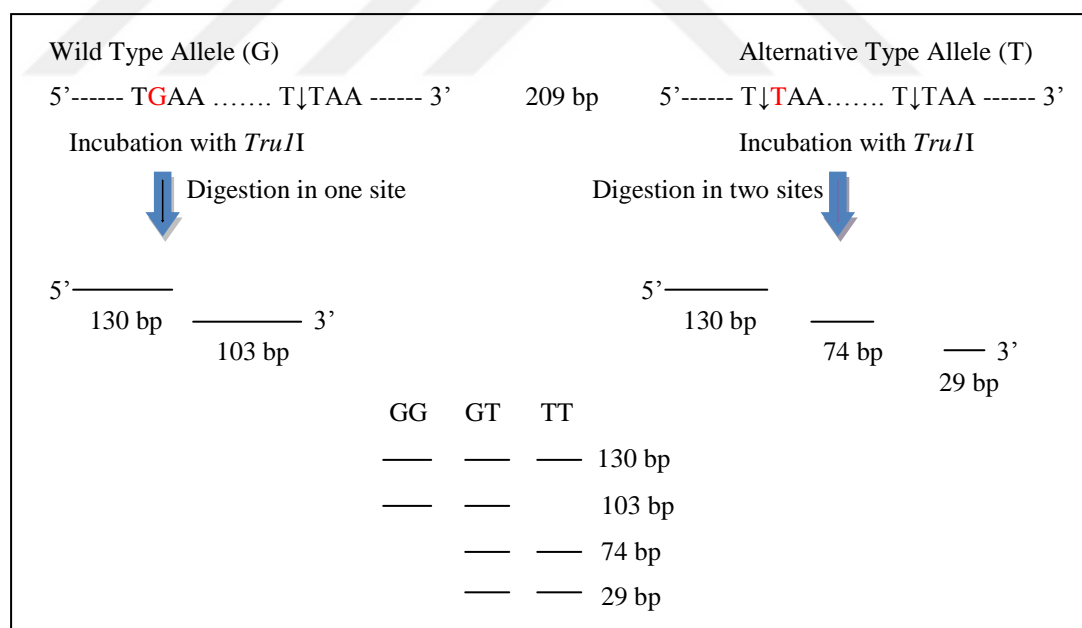 Wild Type Allele (G) Alternative Type Allele (T)
5’------ TGAA ……. T↓TAA ------ 3’ 209 bp 5’------ T↓TAA……. T↓TAA ------ 3’
Incubation with Tru1I Incubation with Tru1I
Digestion in one site Digestion in two sites
5’ 5’
130 bp 3’ 130 bp
103 bp 74 bp 3’
29 bp
GG GT TT
130 bp
103 bp
74 bp
29 bp